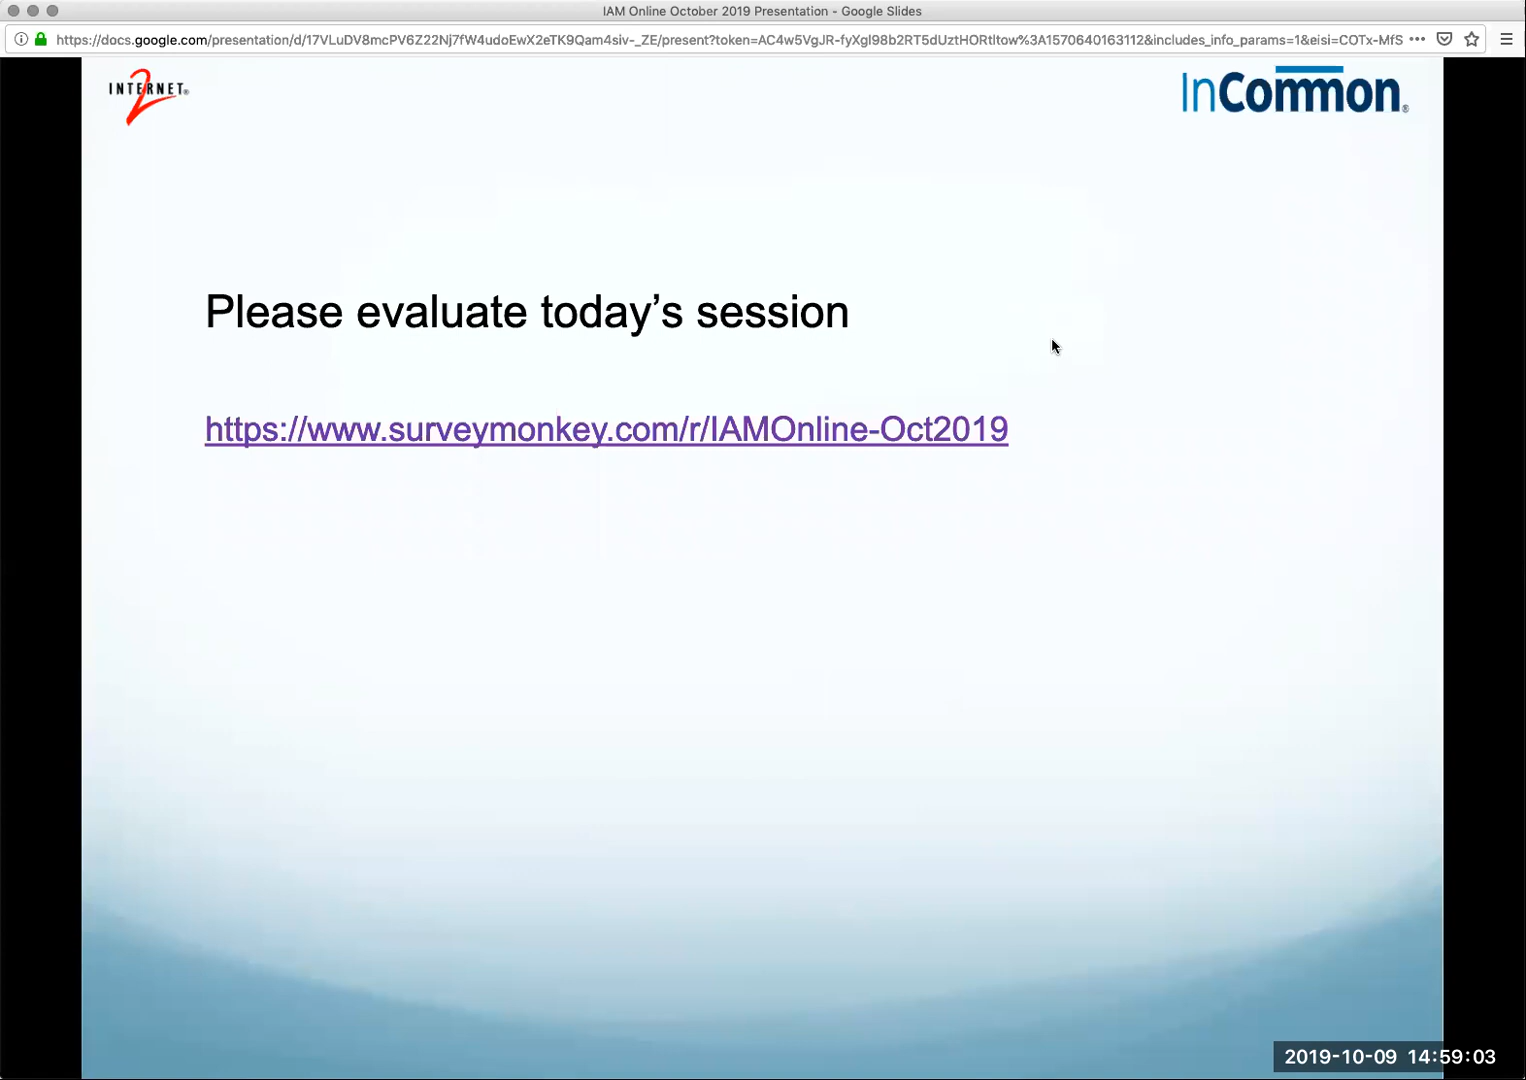 IAM Online October 2019 Presentation - Google Slides
https://docs.google.com/presentation/d/17VLuDV8mcPV6Z22Nj7fW4udoEwX2eTK9Qam4siv-_ZE/present?token=AC4w5VgJR-fyXgl98b2RT5dUztHORtltow%3A1570640163112&includes_info_params=1&eisi=COTx-MfS
INTERNET2®
InCommon®
Please evaluate today’s session
https://www.surveymonkey.com/r/IAMOnline-Oct2019
2019-10-09 14:59:03